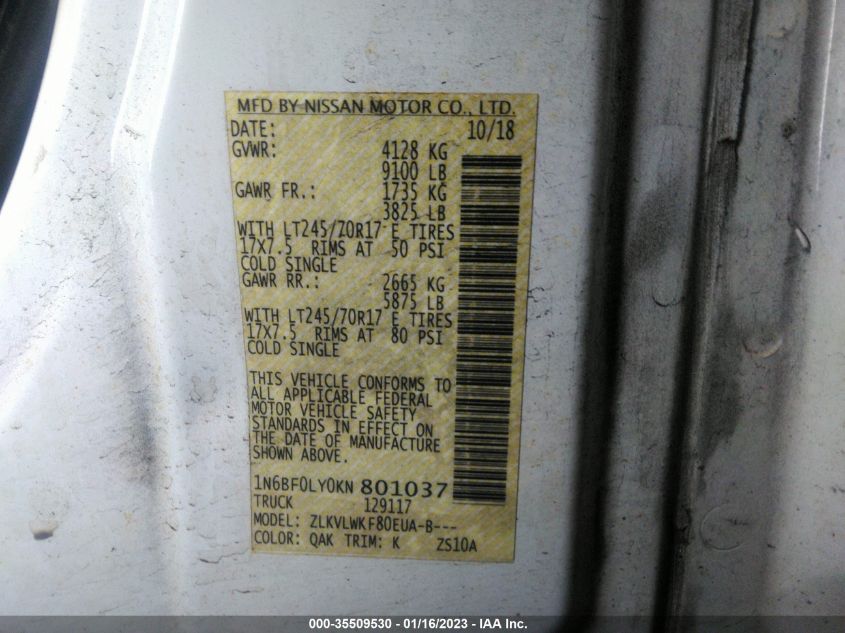 MFD BY NISSAN MOTOR CO., LTD.
DATE: 10/18
GVWR: 4128 KG
9100 LB
GAWR FR.: 1735 KG
3825 LB
WITH LT245/70R17 E TIRES
17X7.5 RIMS AT 50 PSI
COLD SINGLE
GAWR RR.: 2665 KG
5875 LB
WITH LT245/70R17 E TIRES
17X7.5 RIMS AT 80 PSI
COLD SINGLE
THIS VEHICLE CONFORMS TO
ALL APPLICABLE FEDERAL
MOTOR VEHICLE SAFETY
STANDARDS IN EFFECT ON
THE DATE OF MANUFACTURE
SHOWN ABOVE.
1N6BF0LY0KN 801037
TRUCK 129117
MODEL: ZLKVLWKF80EUA-B---
COLOR: QAK TRIM: K ZS10A
000-35509530 - 01/16/2023 - IAA Inc.